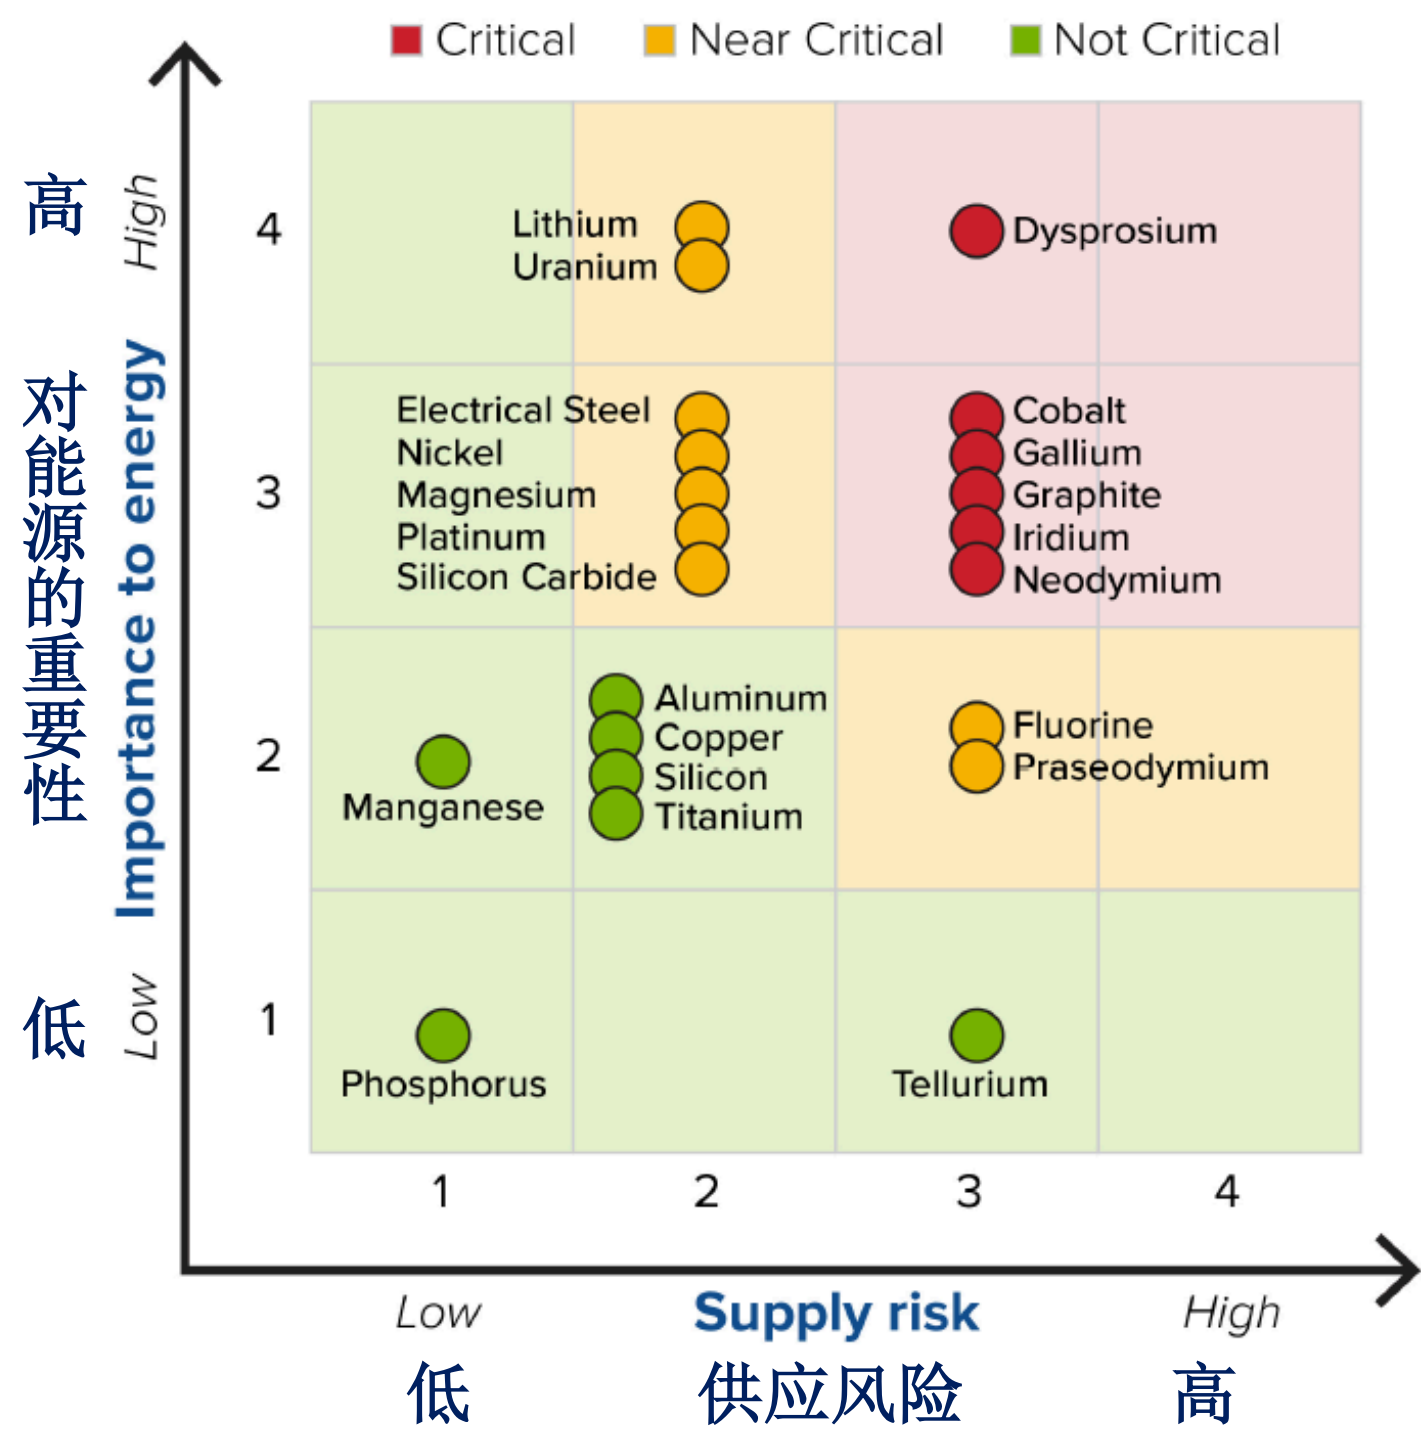 Critical
Near Critical
Not Critical
高
High
对能源的重要性
Importance to energy
低
Low
4
Lithium
Uranium
Dysprosium
3
Electrical Steel
Nickel
Magnesium
Platinum
Silicon Carbide
Cobalt
Gallium
Graphite
Iridium
Neodymium
2
Manganese
Aluminum
Copper
Silicon
Titanium
Fluorine
Praseodymium
1
Phosphorus
Tellurium
1 2 3 4
Low
Supply risk
High
低
供应风险
高